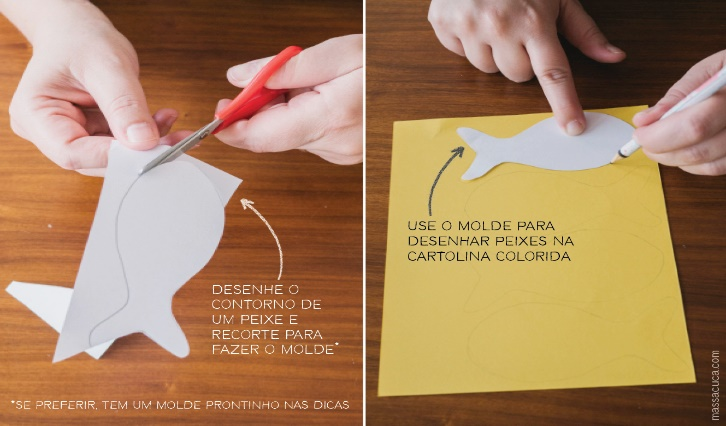 DESENHE O
CONTORNO DE
UM PEIXE E
RECORTE PARA
FAZER O MOLDE*
*SE PREFERIR, TEM UM MOLDE PRONTINHO NAS DICAS
USE O MOLDE PARA
DESENHAR PEIXES NA
CARTOLINA COLORIDA
massacuca.com